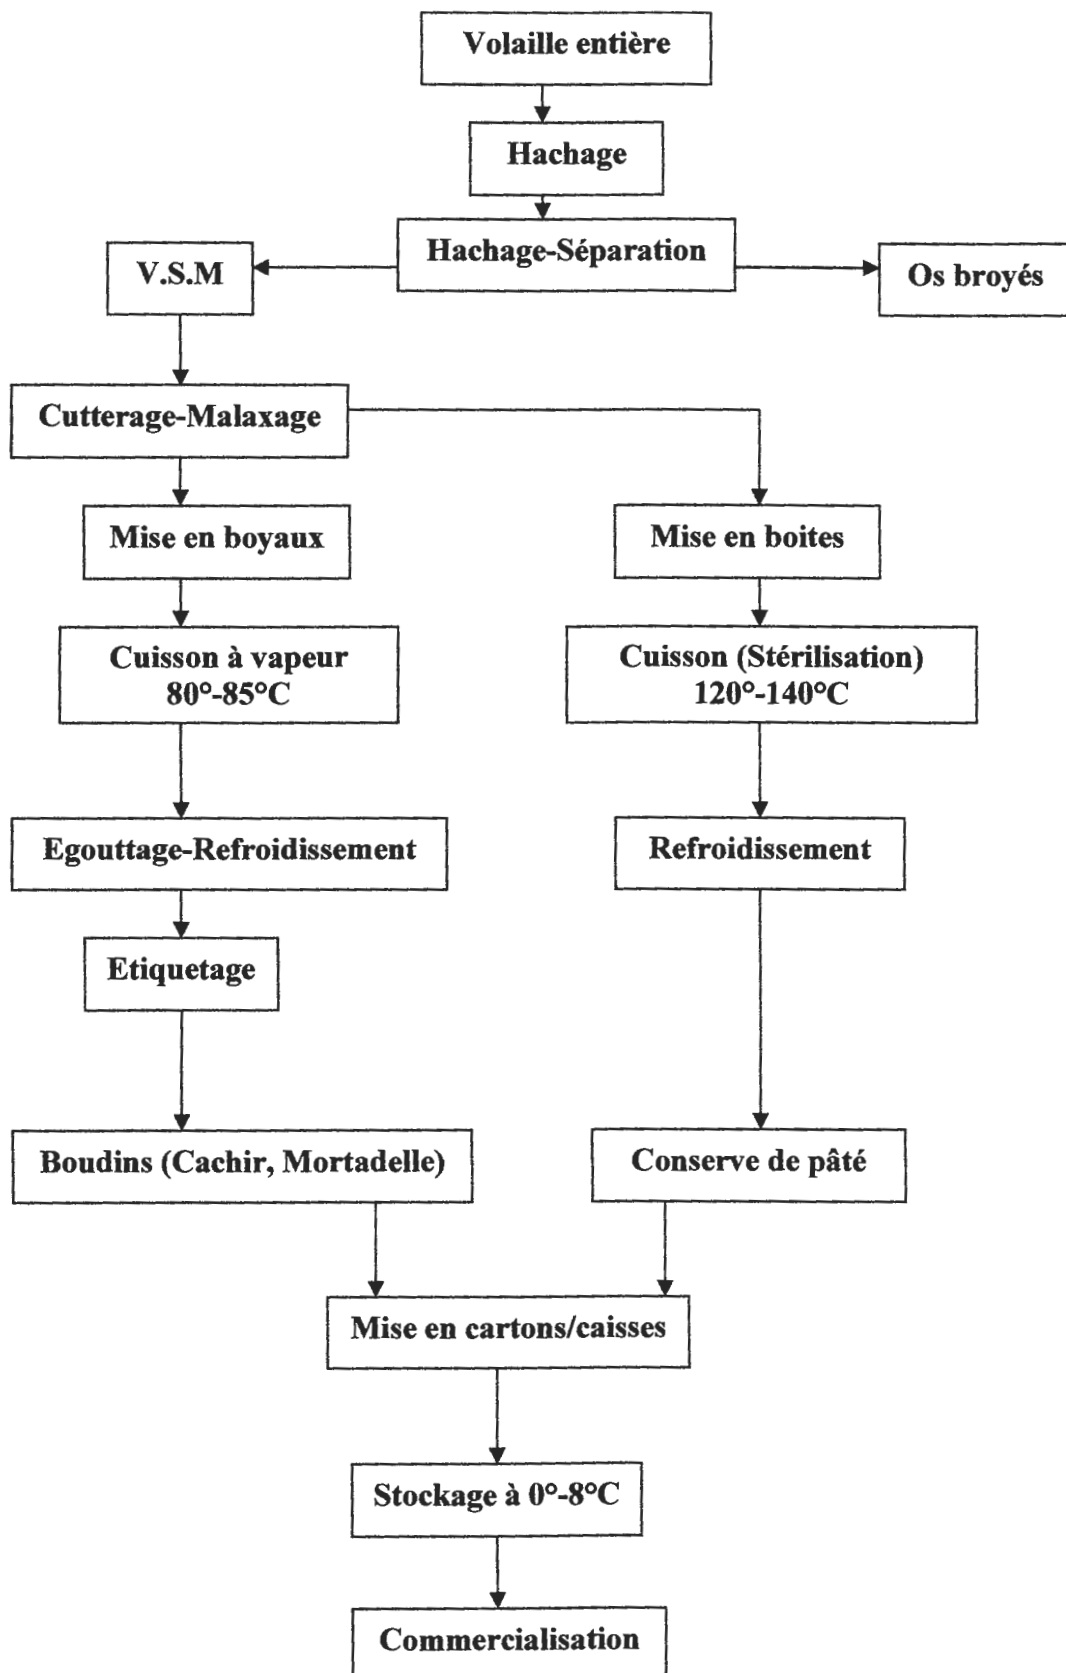 Volaille entière
Hachage
Hachage-Séparation
V.S.M
Os broyés
Cutterage-Malaxage
Mise en boyaux
Mise en boites
Cuisson à vapeur
80°-85°C
Cuisson (Stérilisation)
120°-140°C
Egouttage-Refroidissement
Refroidissement
Etiquetage
Boudins (Cachir, Mortadelle)
Conserve de pâté
Mise en cartons/caisses
Stockage à 0°-8°C
Commercialisation